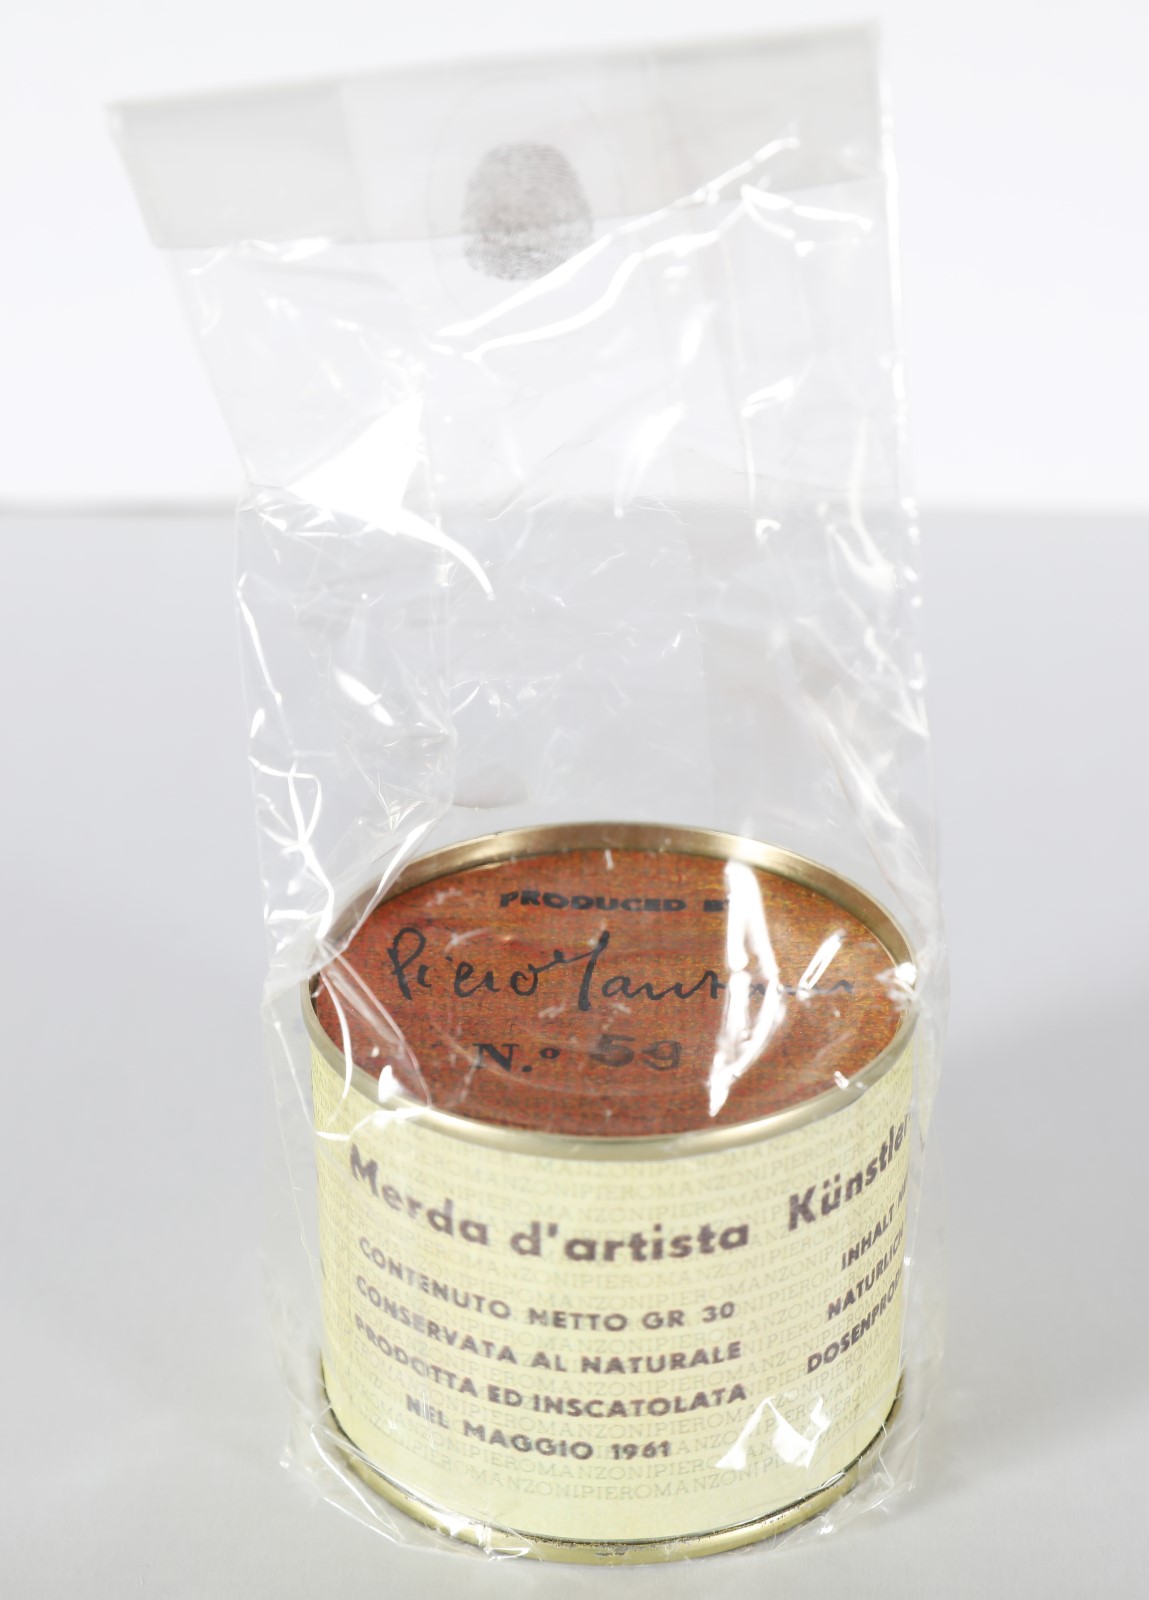 PRODUCED BY
Piero Manzoni
N.º 59
Merda d'artista
CONTENUTO NETTO GR 30
CONSERVATA AL NATURALE
PRODOTTA ED INSCATOLATA
NEL MAGGIO 1961
Künstler
INHALT
NATURLICH